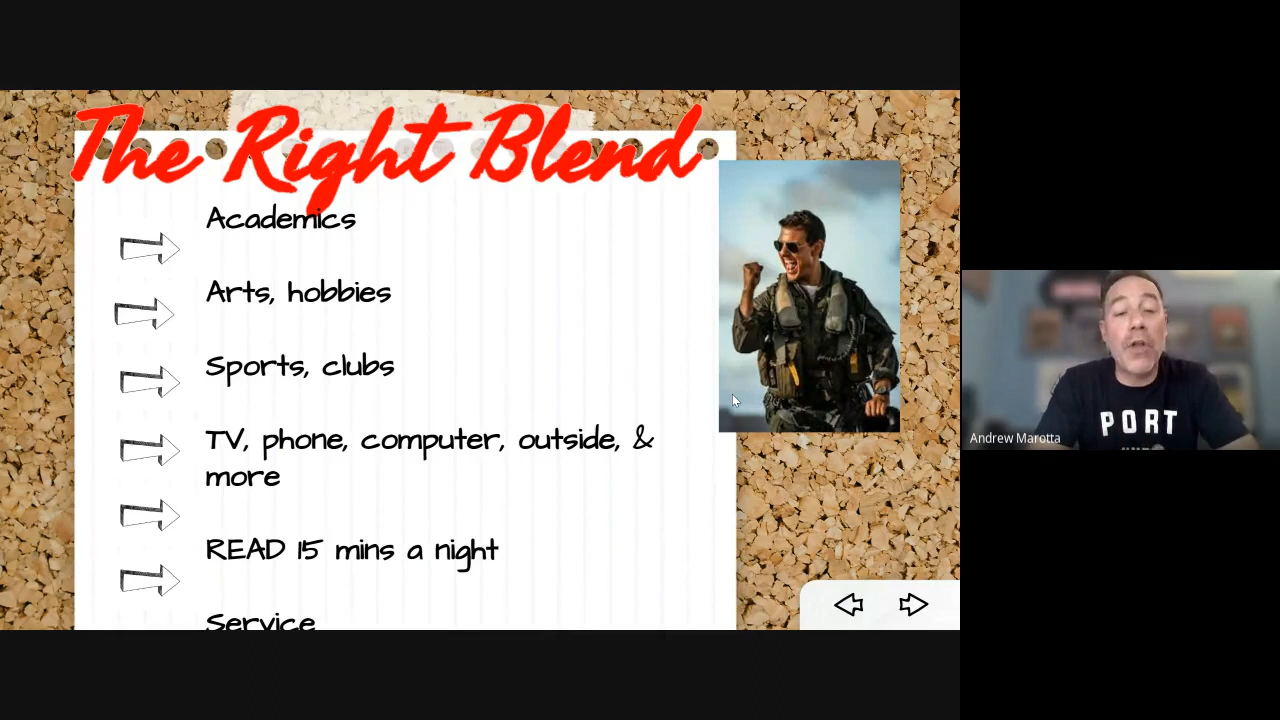 The Right Blend
Academics
Arts, hobbies
Sports, clubs
TV, phone, computer, outside, &
more
READ 15 mins a night
Service
PORT
Andrew Marotta